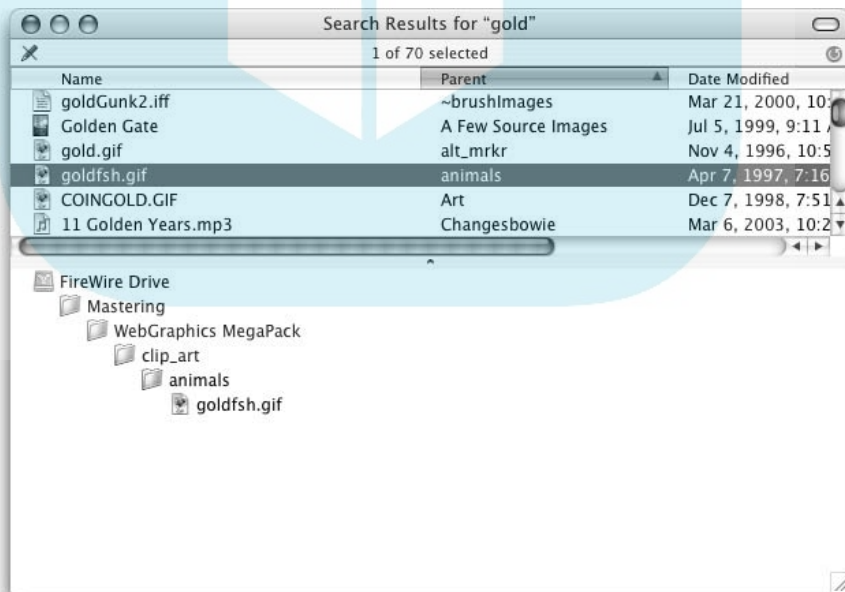 Search Results for “gold”
1 of 70 selected
Name Parent Date Modified
goldGunk2.iff ~brushImages Mar 21, 2000, 10:
Golden Gate A Few Source Images Jul 5, 1999, 9:11
gold.gif alt_mrkr Nov 4, 1996, 10:5
goldfsh.gif animals Apr 7, 1997, 7:16
COINGOLD.GIF Art Dec 7, 1998, 7:51
11 Golden Years.mp3 Changesbowie Mar 6, 2003, 10:2
FireWire Drive
Mastering
WebGraphics MegaPack
clip_art
animals
goldfsh.gif